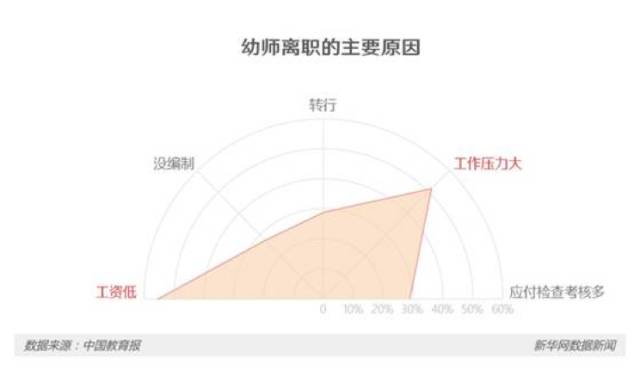 幼师离职的主要原因
转行
没编制
工作压力大
工资低
应付检查考核多
0 10% 20% 30% 40% 50% 60%
数据来源：中国教育报
新华网数据新闻